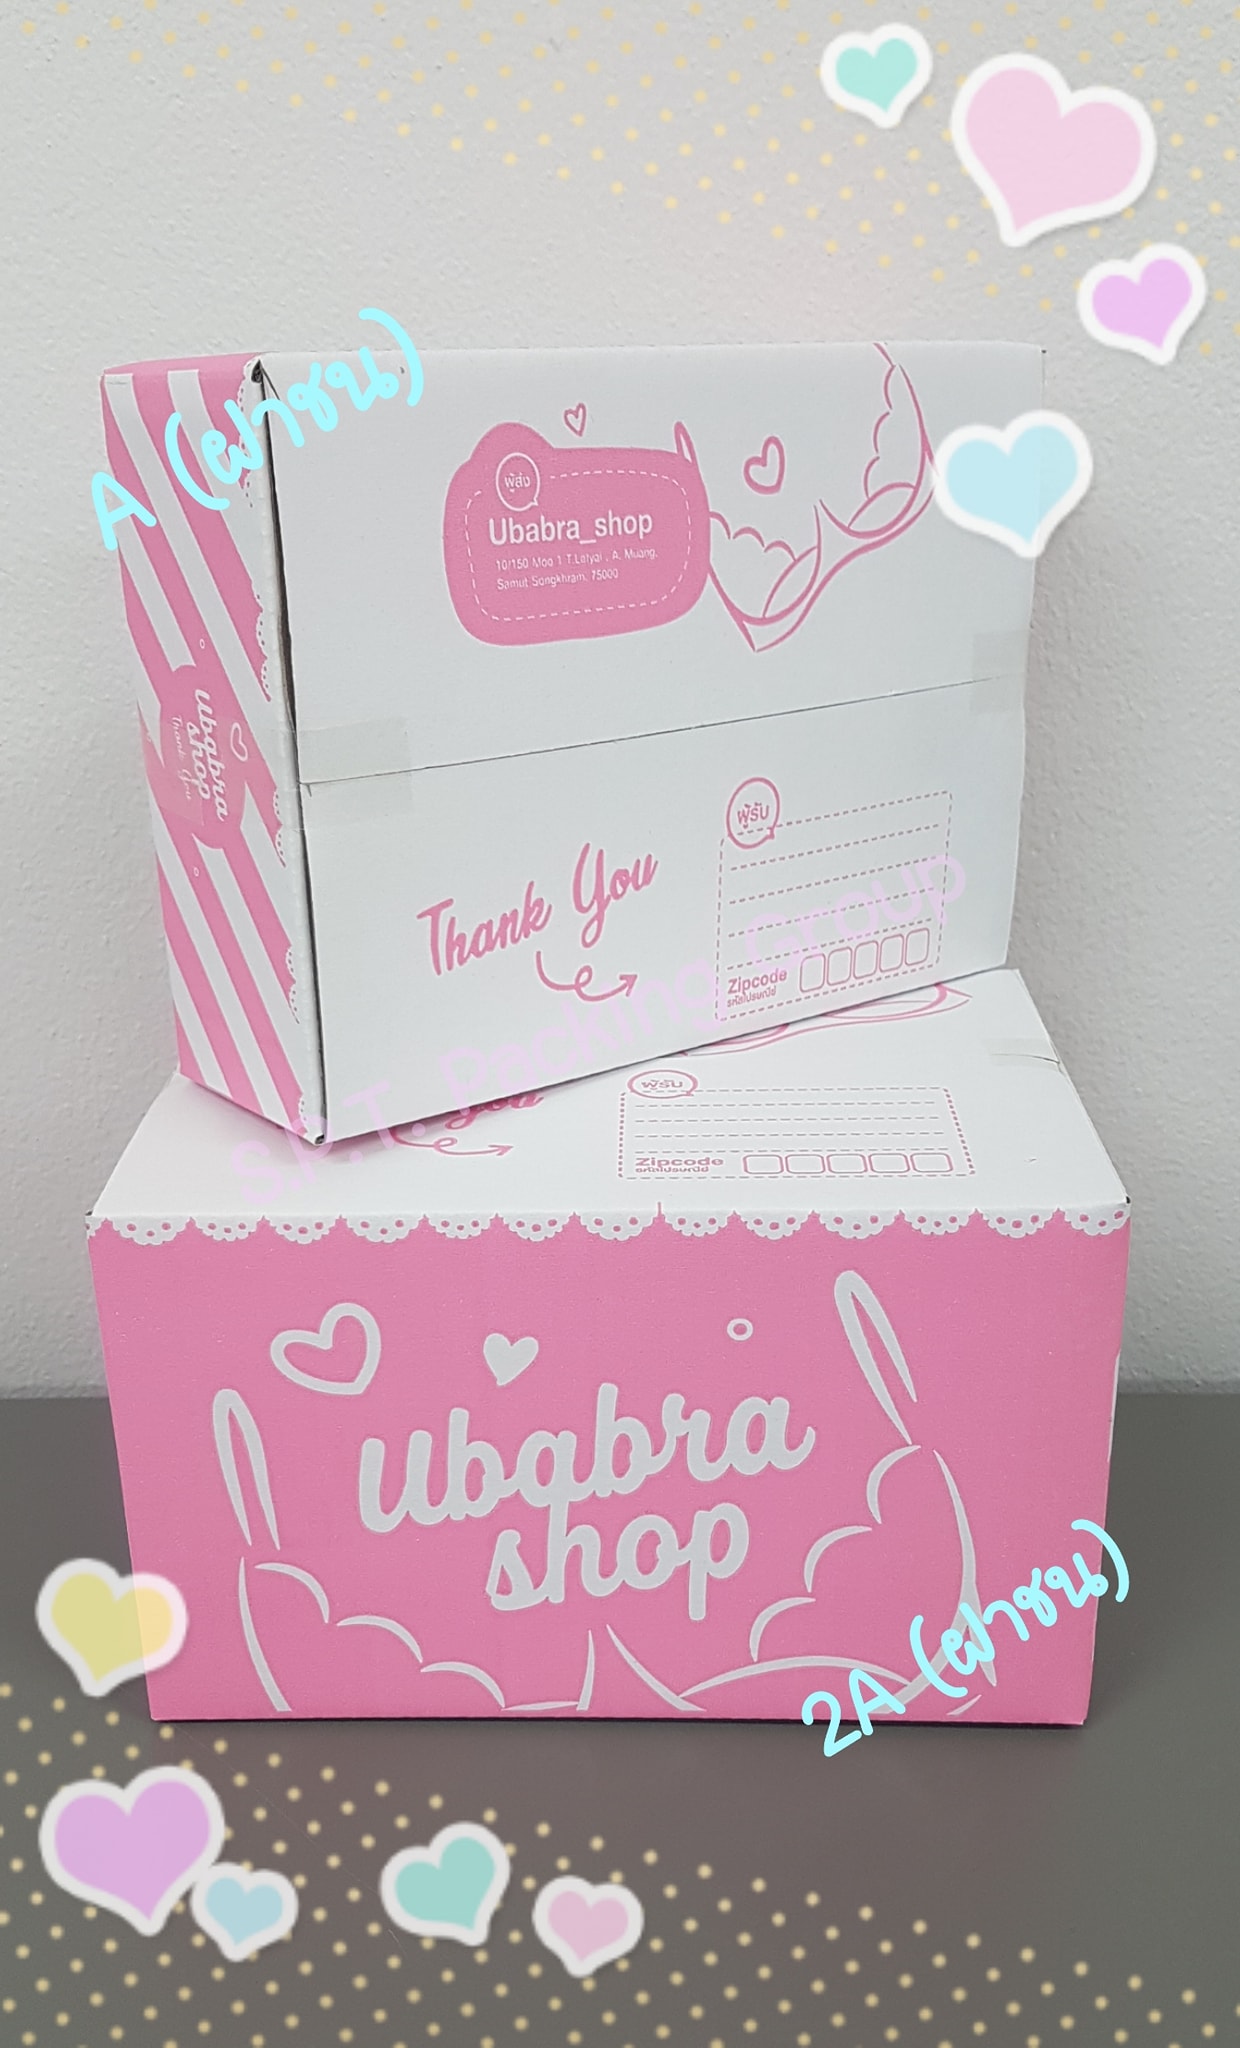 A (ฝาชน)
ผู้ส่ง
Ubabra_shop
10/150 Moo 1 T.Latyai , A. Muang,
Samut Songkhram, 75000
ubabra
shop
Thank You
Thank You
ผู้รับ
Zipcode
รหัสไปรษณีย์
S.P.T. Packing Group
You
ผู้รับ
Zipcode
รหัสไปรษณีย์
ubabra
shop
2A (ฝาชน)